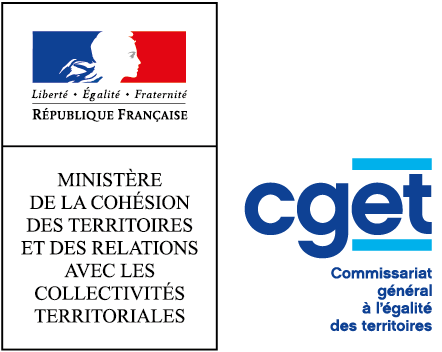 Liberté • Égalité • Fraternité
RÉPUBLIQUE FRANÇAISE
MINISTÈRE
DE LA COHÉSION
DES TERRITOIRES
ET DES RELATIONS
AVEC LES
COLLECTIVITÉS
TERRITORIALES
cget
Commissariat
général
à l'égalité
des territoires